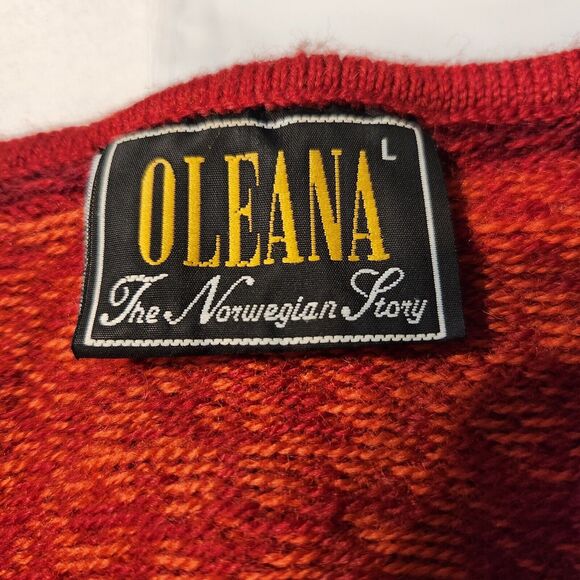 L
OLEANA
The Norwegian Story